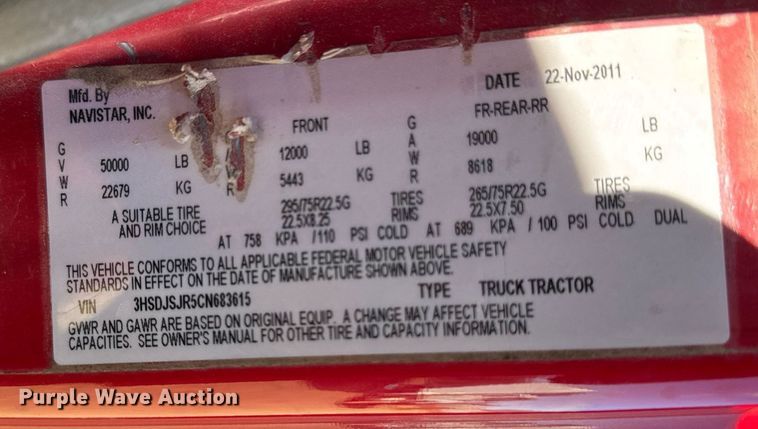 Mfd. By
NAVISTAR, INC.
DATE 22-Nov-2011
FRONT FR-REAR-RR
GVWR 50000 LB 12000 LB GAWR 19000 LB
22679 KG 5443 KG 8618 KG
A SUITABLE TIRE 295/75R22.5G TIRES 265/75R22.5G TIRES
AND RIM CHOICE 22.5X8.25 RIMS 22.5X7.50 RIMS
AT 758 KPA /110 PSI COLD AT 689 KPA / 100 PSI COLD DUAL
THIS VEHICLE CONFORMS TO ALL APPLICABLE FEDERAL MOTOR VEHICLE SAFETY
STANDARDS IN EFFECT ON THE DATE OF MANUFACTURE SHOWN ABOVE.
VIN 3HSDJSJR5CN683615 TYPE TRUCK TRACTOR
GVWR AND GAWR ARE BASED ON ORIGINAL EQUIP. A CHANGE MAY AFFECT VEHICLE
CAPACITIES. SEE OWNER'S MANUAL FOR OTHER TIRE AND CAPACITY INFORMATION.
Purple Wave Auction